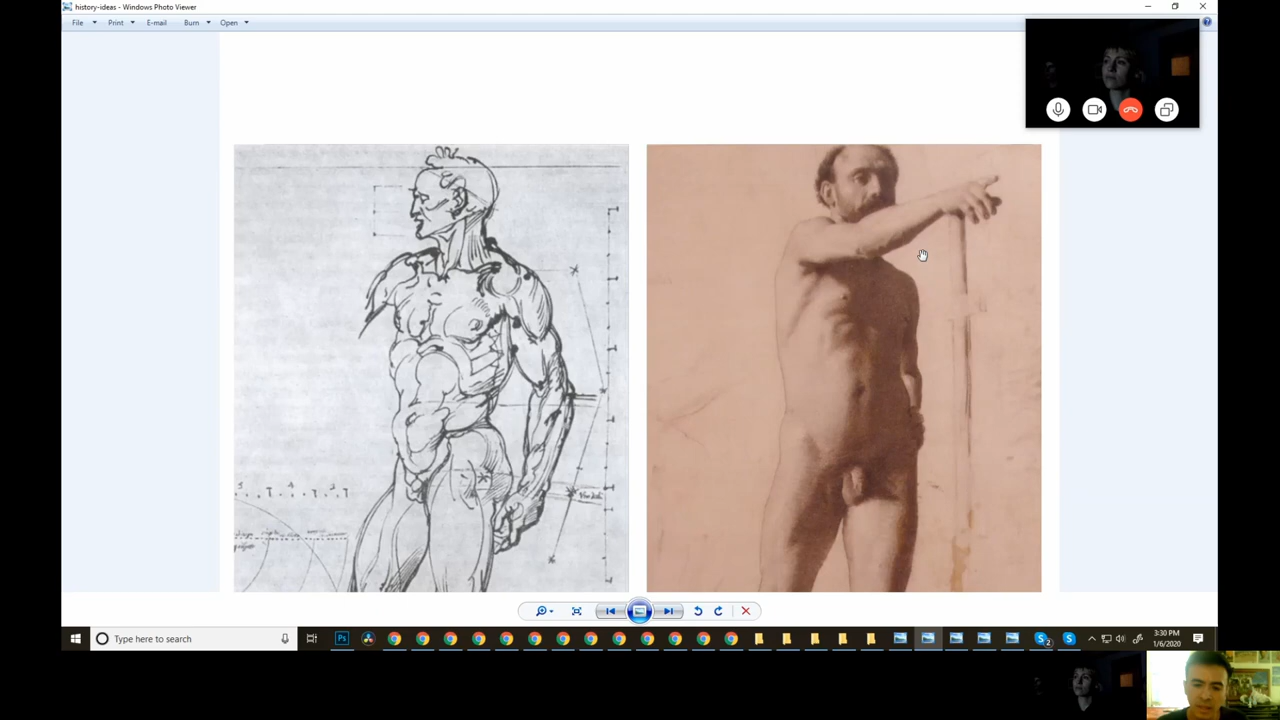 history-ideas - Windows Photo Viewer
File Print E-mail Burn Open
Type here to search
Ps
3:30 PM
1/6/2020